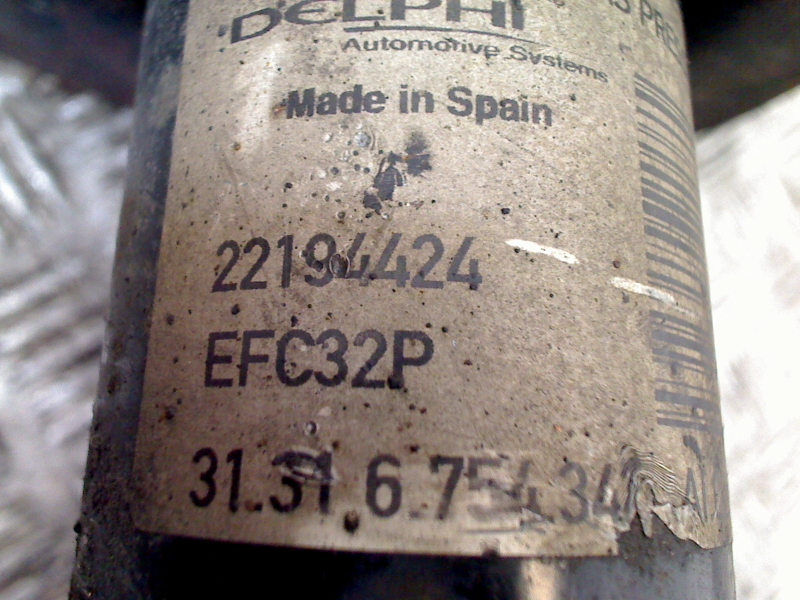 DELPHI
Automotive Systems
Made in Spain
22194424
EFC32P
31.31 6.754.34